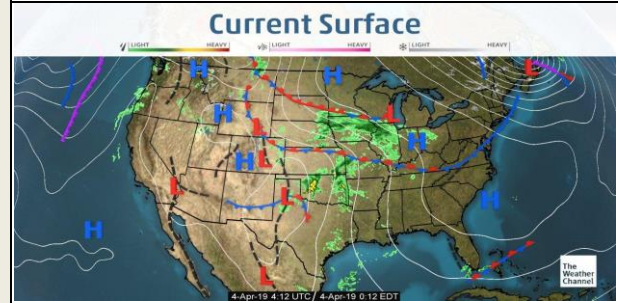 Current Surface
LIGHT HEAVY LIGHT HEAVY LIGHT HEAVY
H
L
H
L
H
L
L
H
H
L
H
L
L
H
H
L
The
Weather
Channel
4-Apr-19 4:12 UTC / 4-Apr-19 0:12 EDT